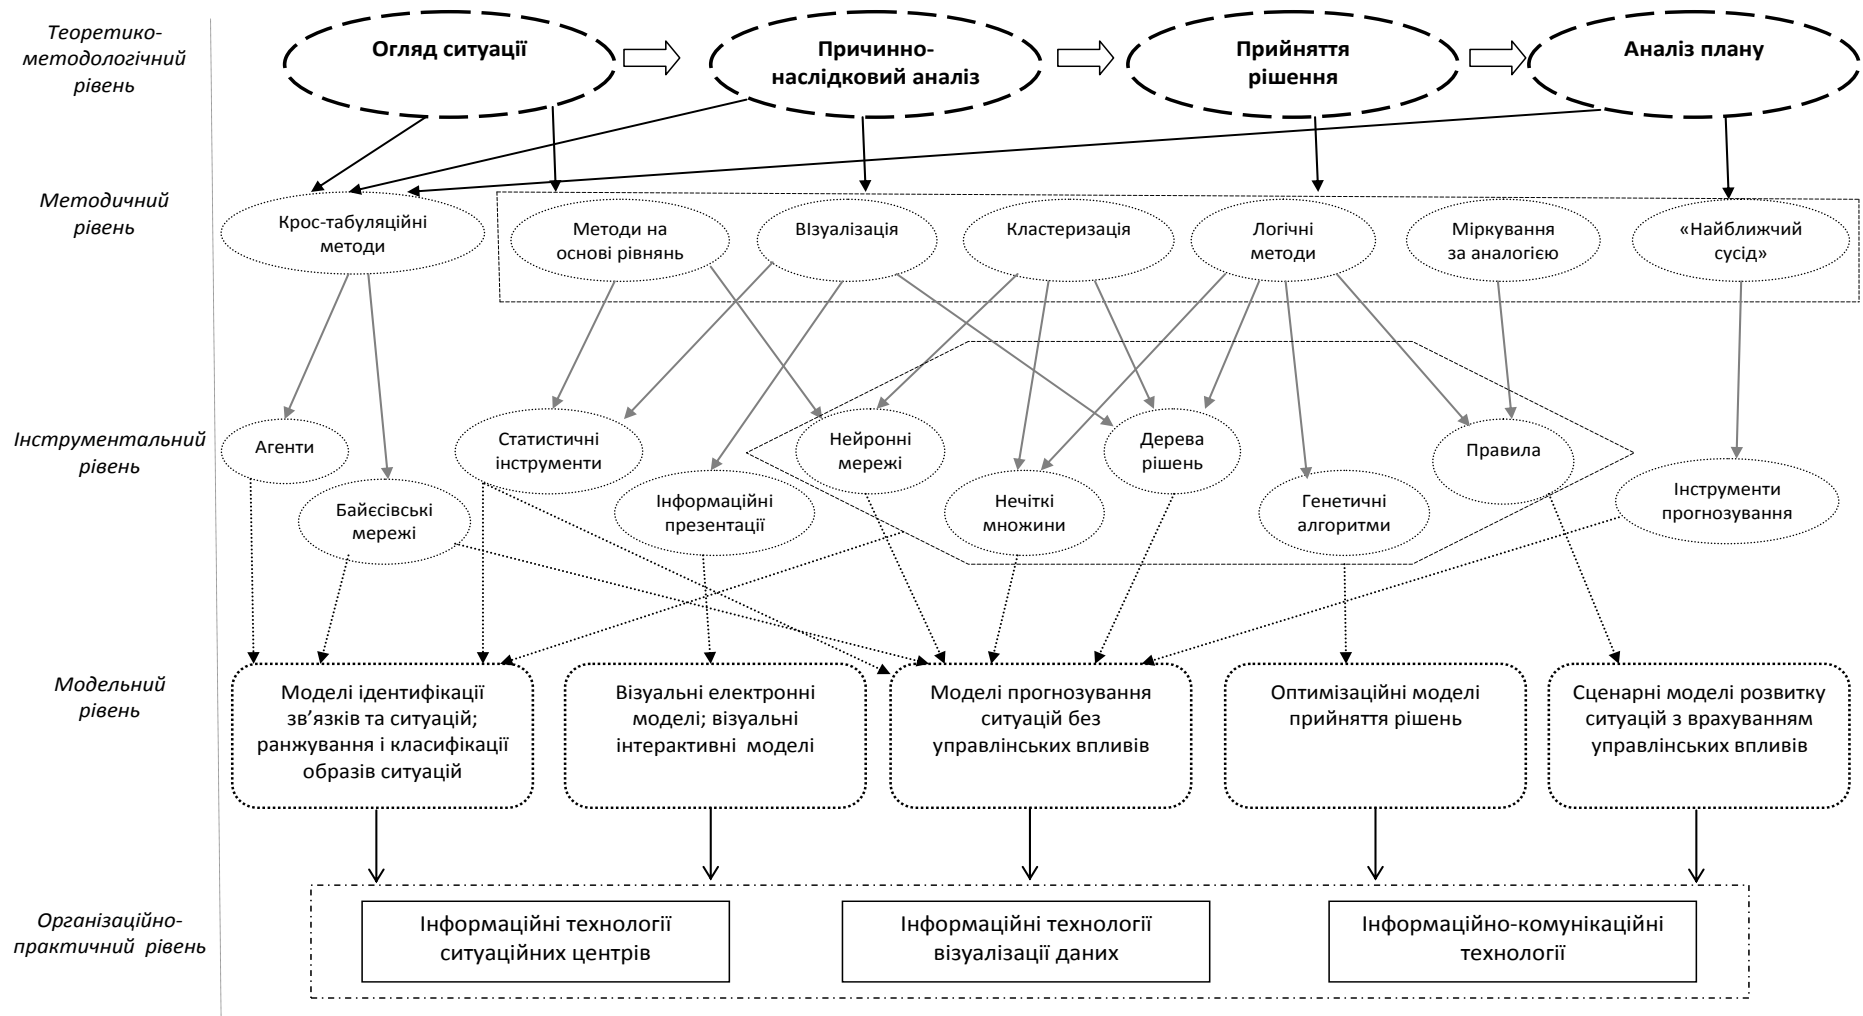 Теоретико-
методологічний
рівень
Огляд ситуації
Причинно-
наслідковий аналіз
Прийняття
рішення
Аналіз плану
Методичний
рівень
Крос-табуляційні
методи
Методи на
основі рівнянь
ВІзуалізація
Кластеризація
Логічні
методи
Міркування
за аналогією
«Найближчий
сусід»
Інструментальний
рівень
Агенти
Байєсівські
мережі
Статистичні
інструменти
Інформаційні
презентації
Нейронні
мережі
Нечіткі
множини
Дерева
рішень
Генетичні
алгоритми
Правила
Інструменти
прогнозування
Модельний
рівень
Моделі ідентифікації
зв’язків та ситуацій;
ранжування і класифікації
образів ситуацій
Візуальні електронні
моделі; візуальні
інтерактивні моделі
Моделі прогнозування
ситуацій без
управлінських впливів
Оптимізаційні моделі
прийняття рішень
Сценарні моделі розвитку
ситуацій з врахуванням
управлінських впливів
Організаційно-
практичний рівень
Інформаційні технології
ситуаційних центрів
Інформаційні технології
візуалізації даних
Інформаційно-комунікаційні
технології